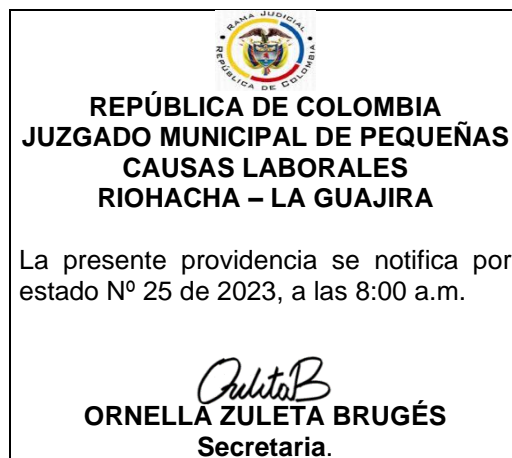 RAMA JUDICIAL
REPÚBLICA DE COLOMBIA
REPÚBLICA DE COLOMBIA
JUZGADO MUNICIPAL DE PEQUEÑAS
CAUSAS LABORALES
RIOHACHA – LA GUAJIRA
La presente providencia se notifica por
estado Nº 25 de 2023, a las 8:00 a.m.
ZuletaB
ORNELLA ZULETA BRUGÉS
Secretaria.